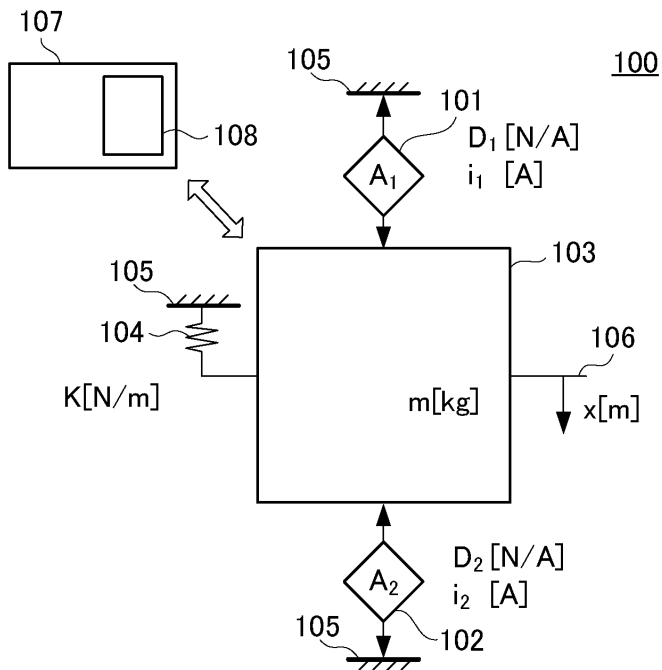 107
105
100
101
108
D₁[N/A]
A₁
i₁ [A]
103
105
104
106
K[N/m]
m[kg]
x[m]
D₂[N/A]
A₂
i₂ [A]
105
102